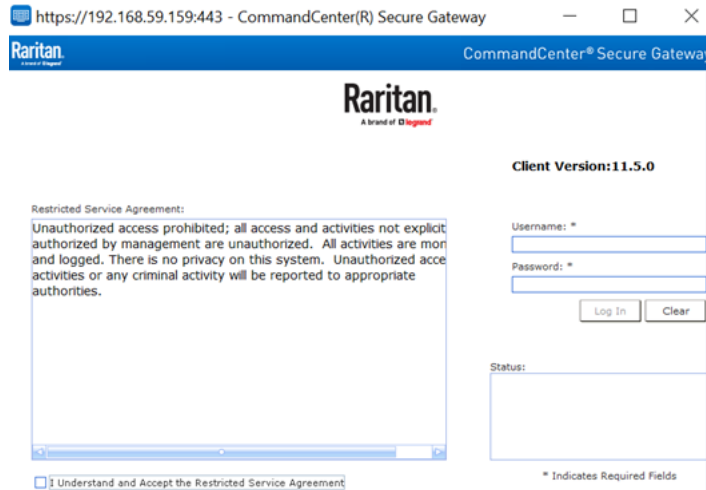 https://192.168.59.159:443 - CommandCenter(R) Secure Gateway
Raritan.
A brand of legrand
CommandCenter® Secure Gateway
Raritan.
A brand of legrand
Client Version:11.5.0
Restricted Service Agreement:
Unauthorized access prohibited; all access and activities not explicit
authorized by management are unauthorized. All activities are mon
and logged. There is no privacy on this system. Unauthorized acce
activities or any criminal activity will be reported to appropriate
authorities.
Username: *
Password: *
Log In
Clear
Status:
I Understand and Accept the Restricted Service Agreement
* Indicates Required Fields